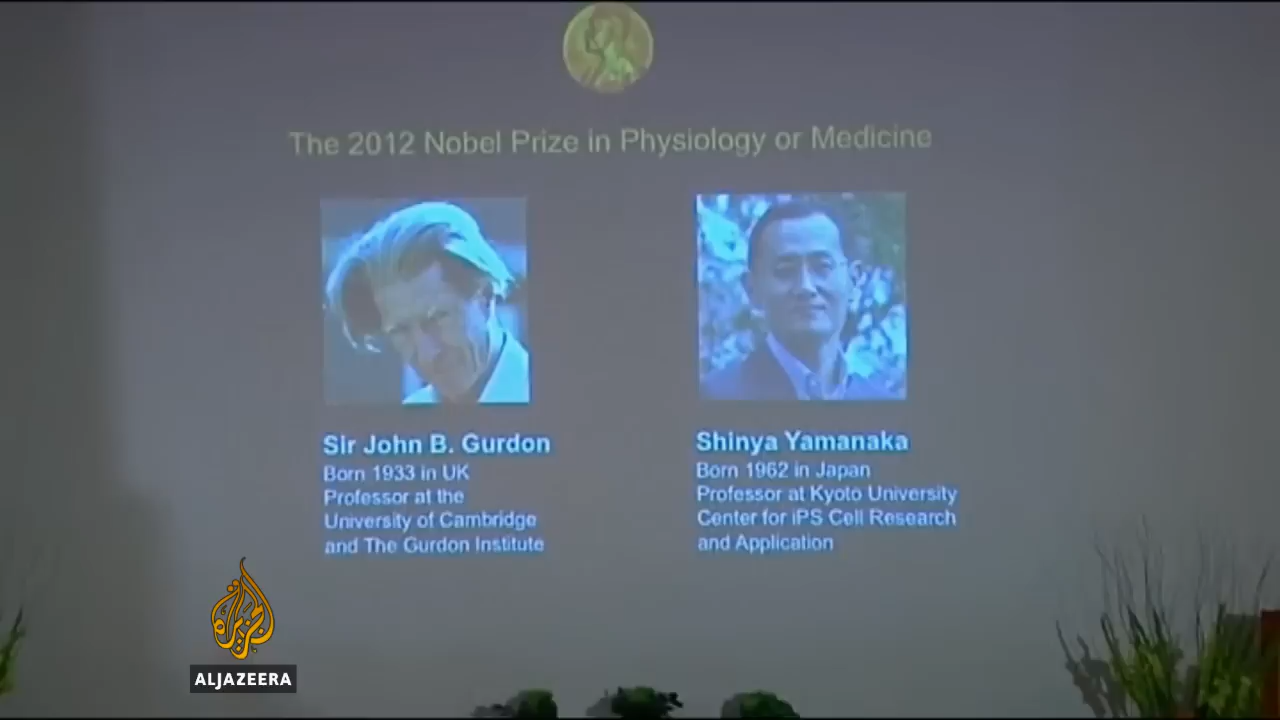 The 2012 Nobel Prize in Physiology or Medicine
Sir John B. Gurdon
Born 1933 in UK
Professor at the
University of Cambridge
and The Gurdon Institute
Shinya Yamanaka
Born 1962 in Japan
Professor at Kyoto University
Center for iPS Cell Research
and Application
الجزيرة
ALJAZEERA